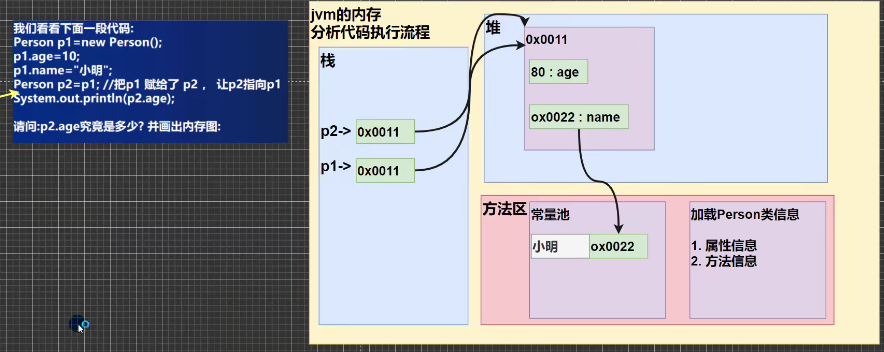 我们看看下面一段代码:
Person p1=new Person();
p1.age=10;
p1.name="小明";
Person p2=p1; //把p1 赋给了 p2 ， 让p2指向p1
System.out.println(p2.age);
请问:p2.age究竟是多少? 并画出内存图:
jvm的内存
分析代码执行流程
栈
p2-> 0x0011
p1-> 0x0011
堆
0x0011
80 : age
ox0022 : name
方法区
常量池
小明 ox0022
加载Person类信息
1. 属性信息
2. 方法信息